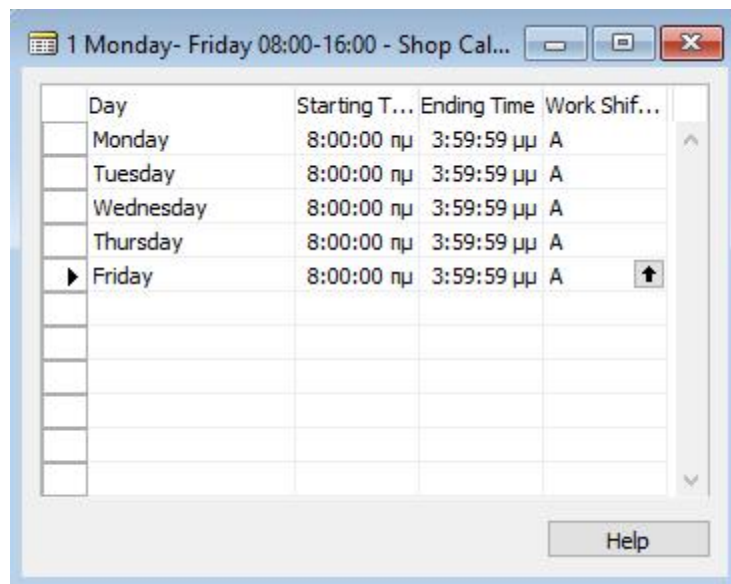 1 Monday- Friday 08:00-16:00 - Shop Cal...
Day Starting T... Ending Time Work Shif...
Monday 8:00:00 πμ 3:59:59 μμ A
Tuesday 8:00:00 πμ 3:59:59 μμ A
Wednesday 8:00:00 πμ 3:59:59 μμ A
Thursday 8:00:00 πμ 3:59:59 μμ A
Friday 8:00:00 πμ 3:59:59 μμ A
Help